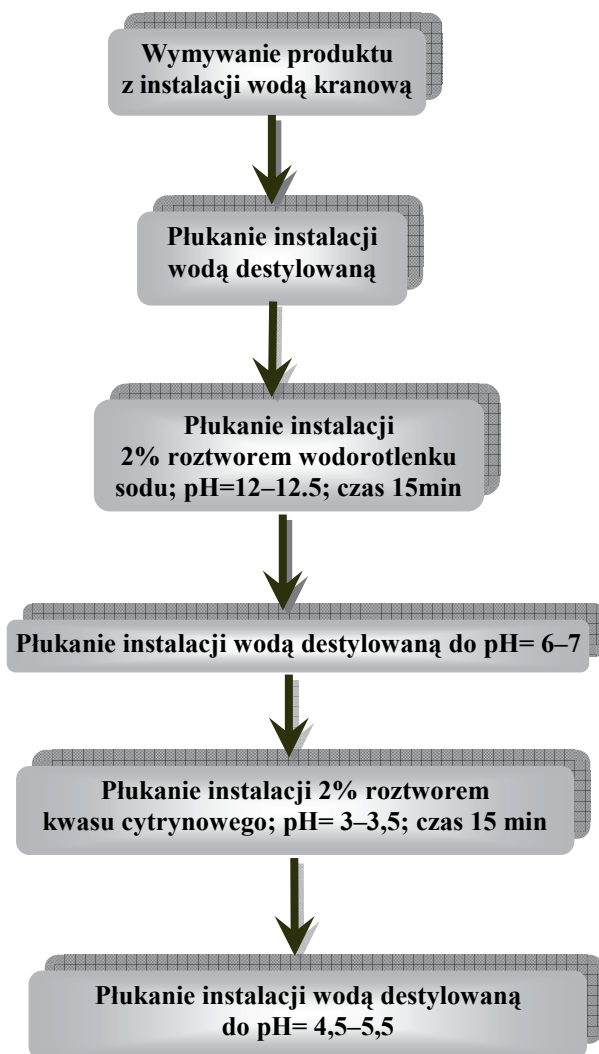 Wymywanie produktu
z instalacji wodą kranową
Płukanie instalacji
wodą destylowaną
Płukanie instalacji
2% roztworem wodorotlenku
sodu; pH=12–12.5; czas 15min
Płukanie instalacji wodą destylowaną do pH= 6–7
Płukanie instalacji 2% roztworem
kwasu cytrynowego; pH= 3–3,5; czas 15 min
Płukanie instalacji wodą destylowaną
do pH= 4,5–5,5